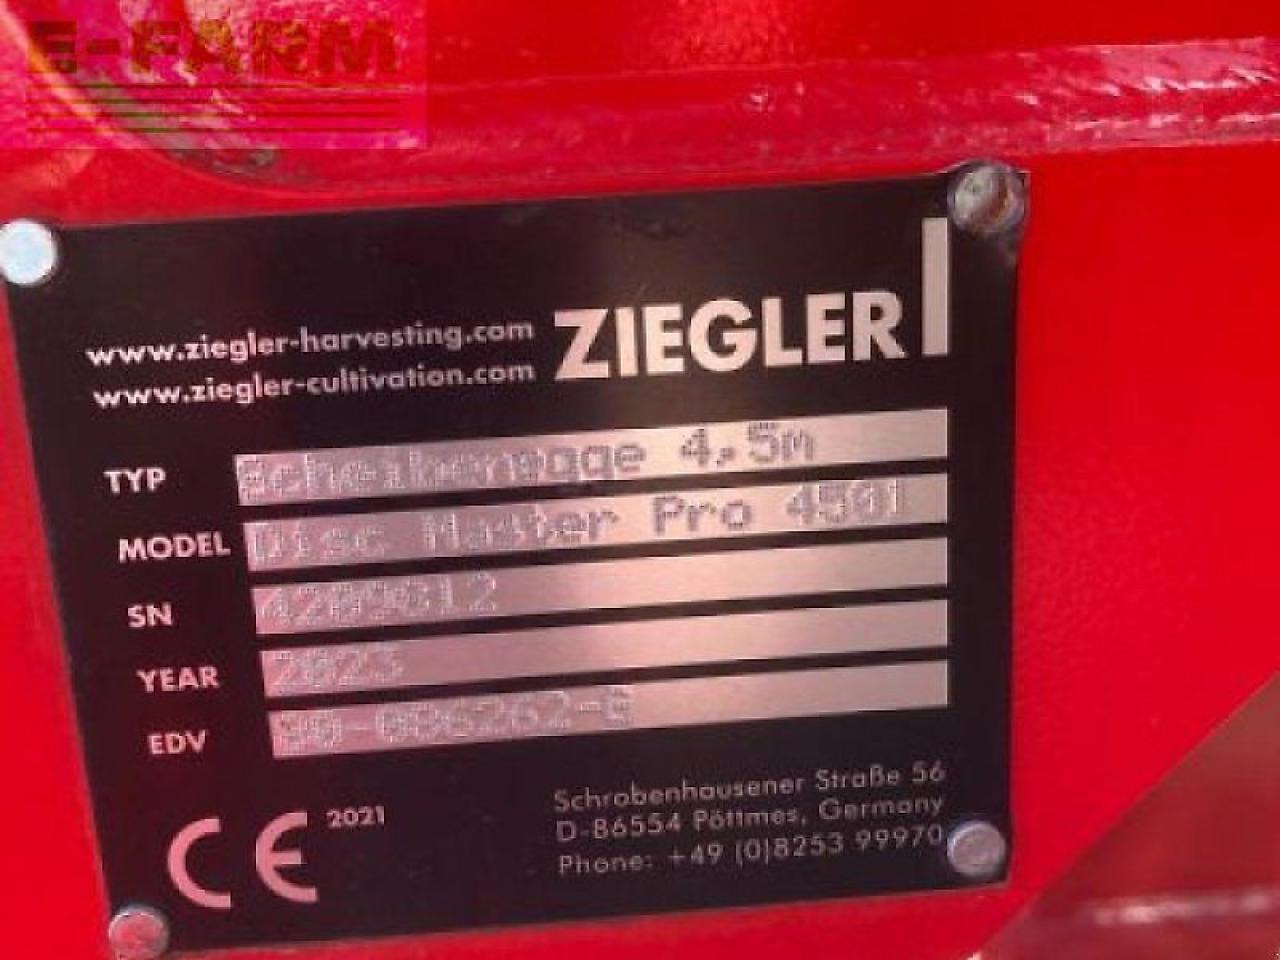 E-FARM
www.ziegler-harvesting.com
www.ziegler-cultivation.com
ZIEGLER
TYP Scheibenegge 4,5m
MODEL Disc Master Pro 4501
SN
YEAR 2023
EDV
CE 2021
Schrobenhausener Straße 56
D-86554 Pöttmes, Germany
Phone: +49 (0)8253 99970